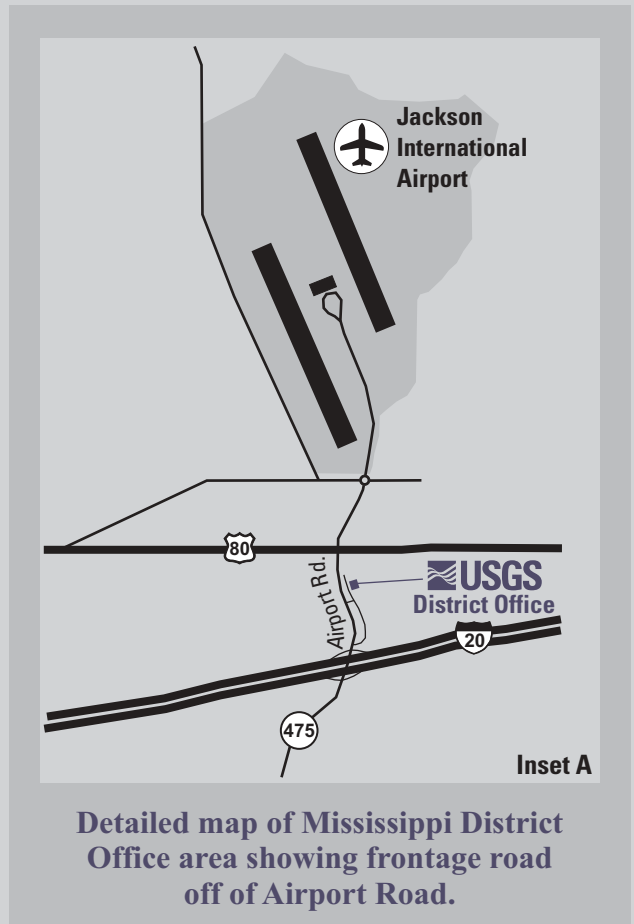 Jackson
International
Airport
80
Airport Rd.
USGS
District Office
20
475
Inset A
Detailed map of Mississippi District
Office area showing frontage road
off of Airport Road.